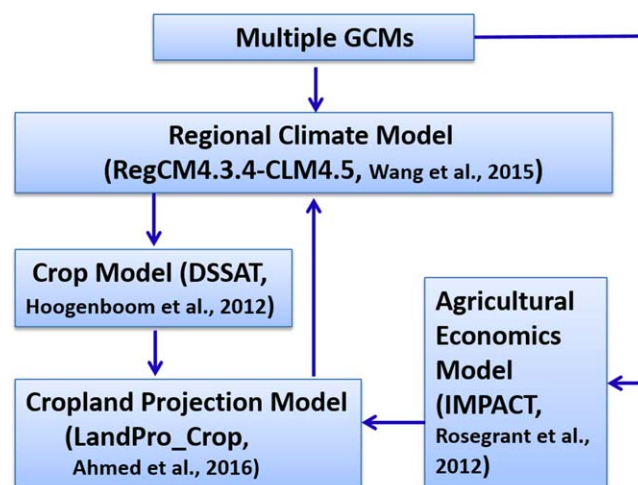 Multiple GCMs
Regional Climate Model
(RegCM4.3.4-CLM4.5, Wang et al., 2015)
Crop Model (DSSAT,
Hoogenboom et al., 2012)
Agricultural
Economics
Model
(IMPACT,
Rosegrant et al.,
2012)
Cropland Projection Model
(LandPro_Crop,
Ahmed et al., 2016)